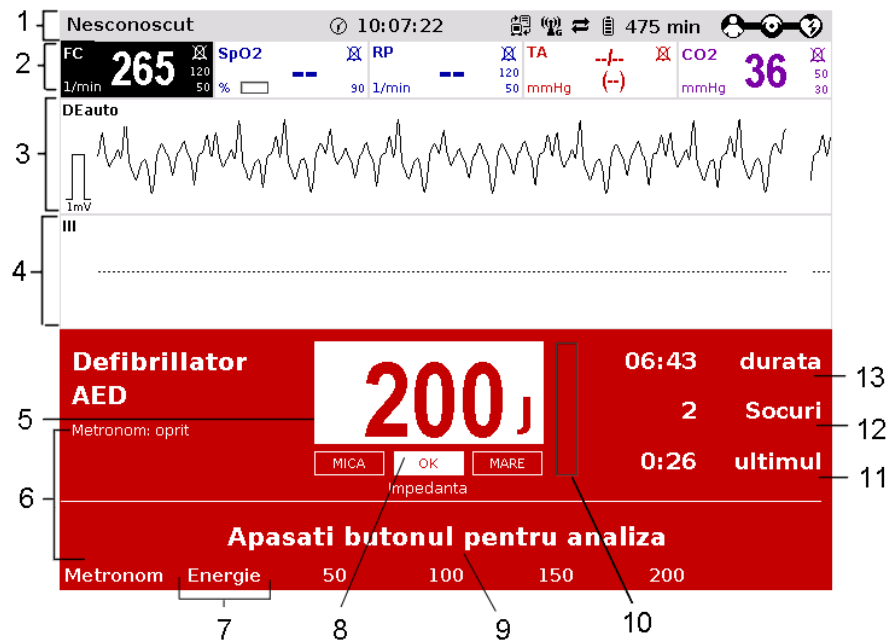 1 Nesconoscut 10:07:22 G 475 min
2 FC 1/min 265 120 50 SpO2 % -- 90 RP 1/min -- 120 50 TA mmHg --/-- (--) CO2 mmHg 36 50 30
DEauto
3
1mV
III
4
Defibrillator
AED
200 J
06:43 durata 13
5
2 Socuri 12
Metronom: oprit
MICA OK MARE
0:26 ultimul 11
Impedanta
6
Apasati butonul pentru analiza
Metronom Energie 50 100 150 200
7 8 9 10